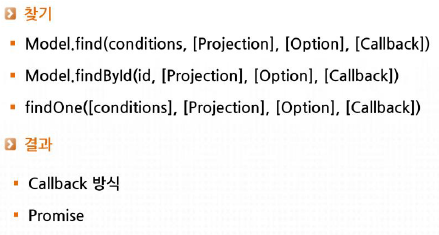 찾기
Model.find(conditions, [Projection], [Option], [Callback])
Model.findById(id, [Projection], [Option], [Callback])
findOne([conditions], [Projection], [Option], [Callback])
결과
Callback 방식
Promise